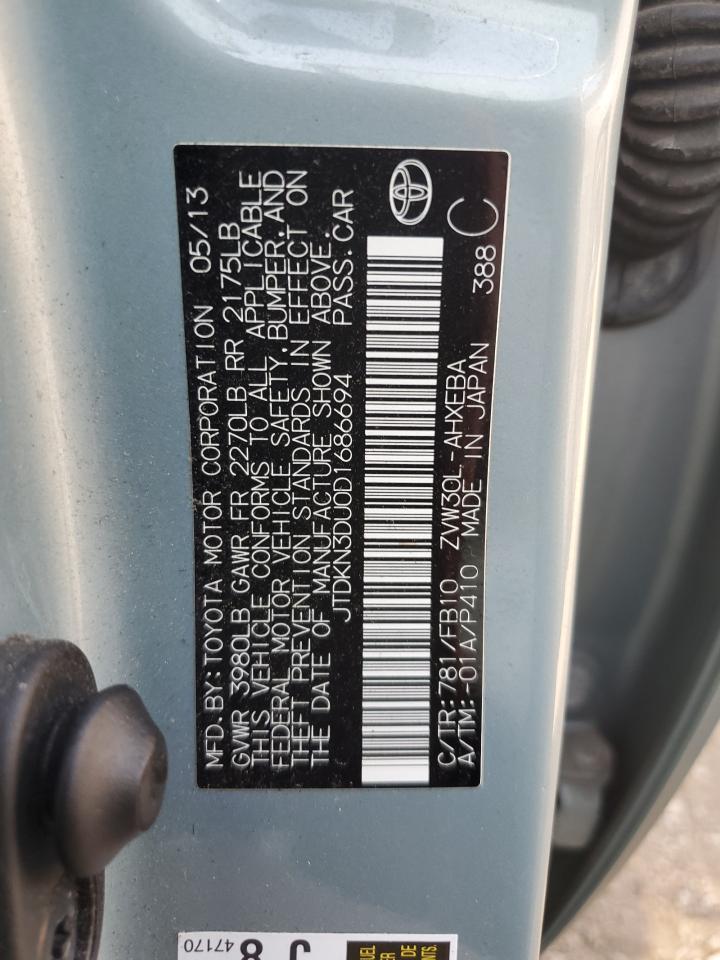 MFD.BY:TOYOTA MOTOR CORPORATION 05/13
GVWR 3980LB GAWR FR 2270LB RR 2175LB
THIS VEHICLE CONFORMS TO ALL APPLICABLE
FEDERAL MOTOR VEHICLE SAFETY,BUMPER,AND
THEFT PREVENTION STANDARDS IN EFFECT ON
THE DATE OF MANUFACTURE SHOWN ABOVE.
JTDKN3DU0D1686694 PASS.CAR
C/TR:781/FB10 ZVW30L-AHXEBA 388 C
A/TM:-01A/P410 MADE IN JAPAN
47170
J 8
DE